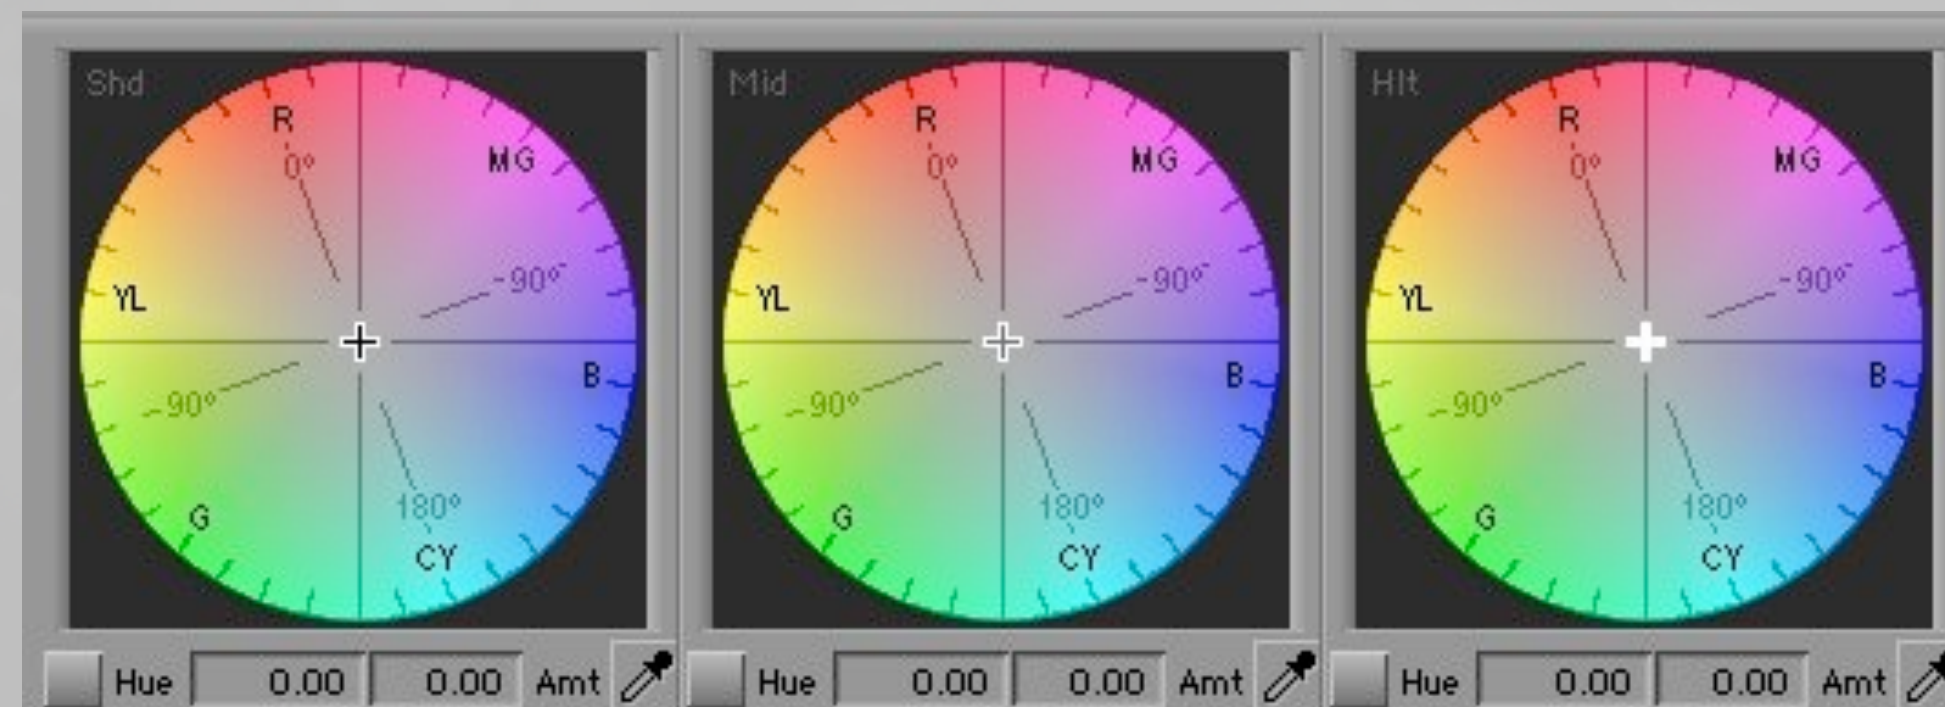 Shd Mid Hlt
R R R
0° 0° 0°
MG MG MG
-90° -90° -90°
YL YL YL
B B B
-90° -90° -90°
180° 180° 180°
G G G
CY CY CY
Hue 0.00 0.00 Amt Hue 0.00 0.00 Amt Hue 0.00 0.00 Amt